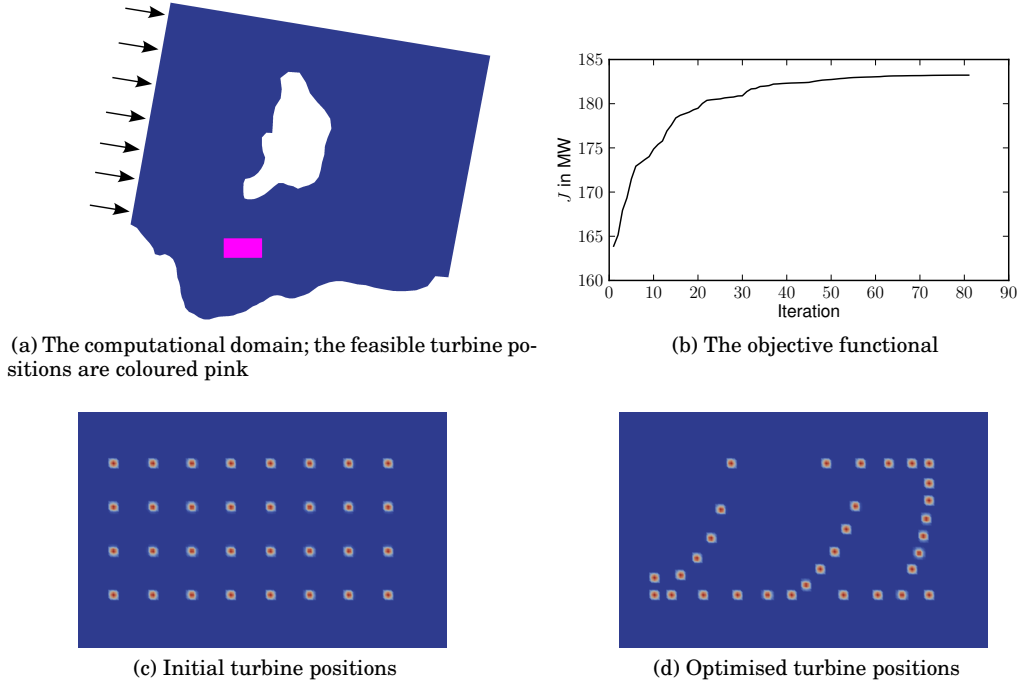 185
180
175
170
165
160
J in MW
0 10 20 30 40 50 60 70 80 90
Iteration
(a) The computational domain; the feasible turbine po-
sitions are coloured pink
(b) The objective functional
(c) Initial turbine positions
(d) Optimised turbine positions